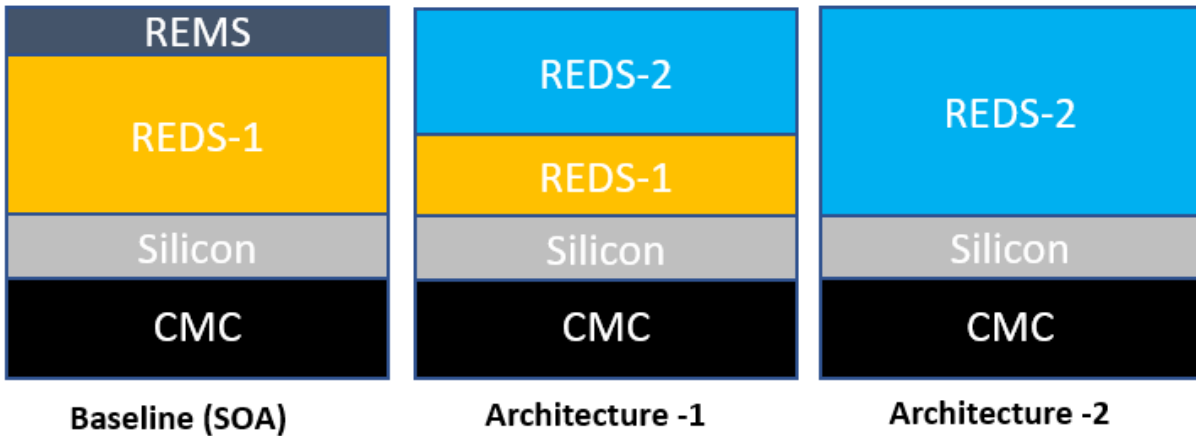 REMS
REDS-1
Silicon
CMC
Baseline (SOA)
REDS-2
REDS-1
Silicon
CMC
Architecture -1
REDS-2
Silicon
CMC
Architecture -2